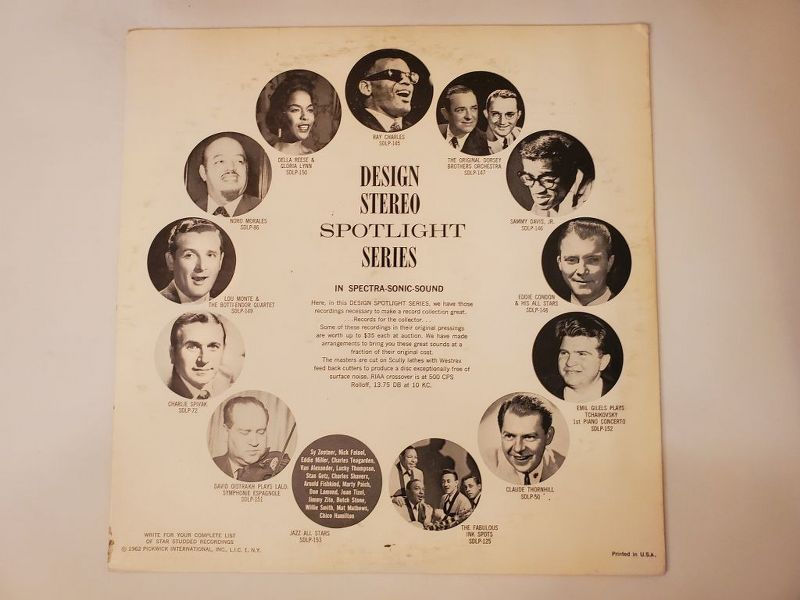 RAY CHARLES
SDLP-145
DELLA REESE &
GLORIA LYNN
SDLP-150
THE ORIGINAL DORSEY
BROTHERS ORCHESTRA
SDLP-147
NORO MORALES
SDLP-86
SAMMY DAVIS, JR.
SDLP-146
DESIGN
STEREO
SPOTLIGHT
SERIES
IN SPECTRA-SONIC-SOUND
Here, in this DESIGN SPOTLIGHT SERIES, we have those
recordings necessary to make a record collection great.
Records for the collector. . .
Some of these recordings in their original pressings
are worth up to $35 each at auction. We have made
arrangements to bring you these great sounds at a
fraction of their original cost.
The masters are cut on Scully lathes with Westrex
feed back cutters to produce a disc exceptionally free of
surface noise. RIAA crossover is at 500 CPS
Rolloff, 13.75 DB at 10 KC.
LOU MONTE &
THE BOTTI-ENDOR QUARTET
SDLP-149
EDDIE CONDON
& HIS ALL STARS
SDLP-148
CHARLIE SPIVAK
SDLP-72
EMIL GILELS PLAYS
TCHAIKOVSKY
1st PIANO CONCERTO
SDLP-152
DAVID OISTRAKH PLAYS LALO:
SYMPHONIE ESPAGNOLE
SDLP-151
Sy Zentner, Nick Fatool,
Eddie Miller, Charles Teagarden,
Van Alexander, Lucky Thompson,
Stan Getz, Charles Shavers,
Arnold Fishkind, Marty Paich,
Don Lamond, Juan Tizol,
Jimmy Zito, Butch Stone,
Willie Smith, Mat Mathews,
Chico Hamilton
JAZZ ALL STARS
SDLP-153
THE FABULOUS
INK SPOTS
SDLP-125
CLAUDE THORNHILL
SDLP-50
WRITE FOR YOUR COMPLETE LIST
OF STAR STUDDED RECORDINGS
© 1962 PICKWICK INTERNATIONAL, INC., L.I.C. 1, N.Y.
Printed in U.S.A.